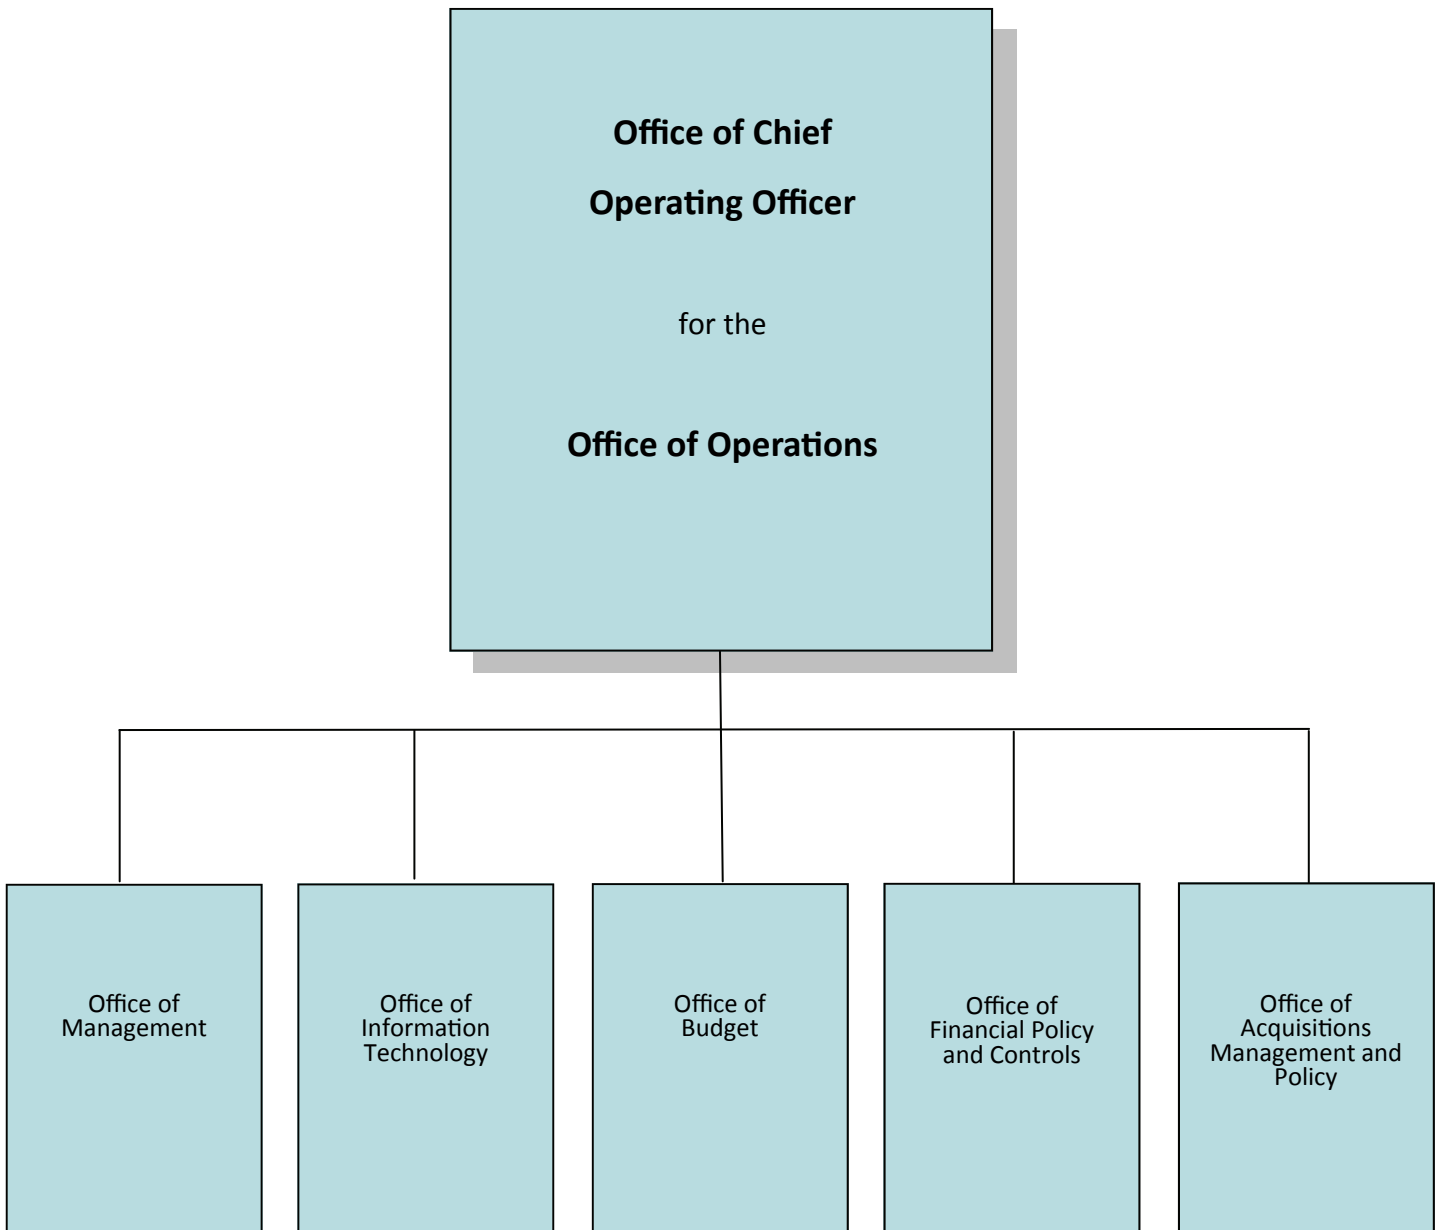 Office of Chief
Operating Officer
for the
Office of Operations
Office of
Management
Office of
Information
Technology
Office of
Budget
Office of
Financial Policy
and Controls
Office of
Acquisitions
Management and
Policy